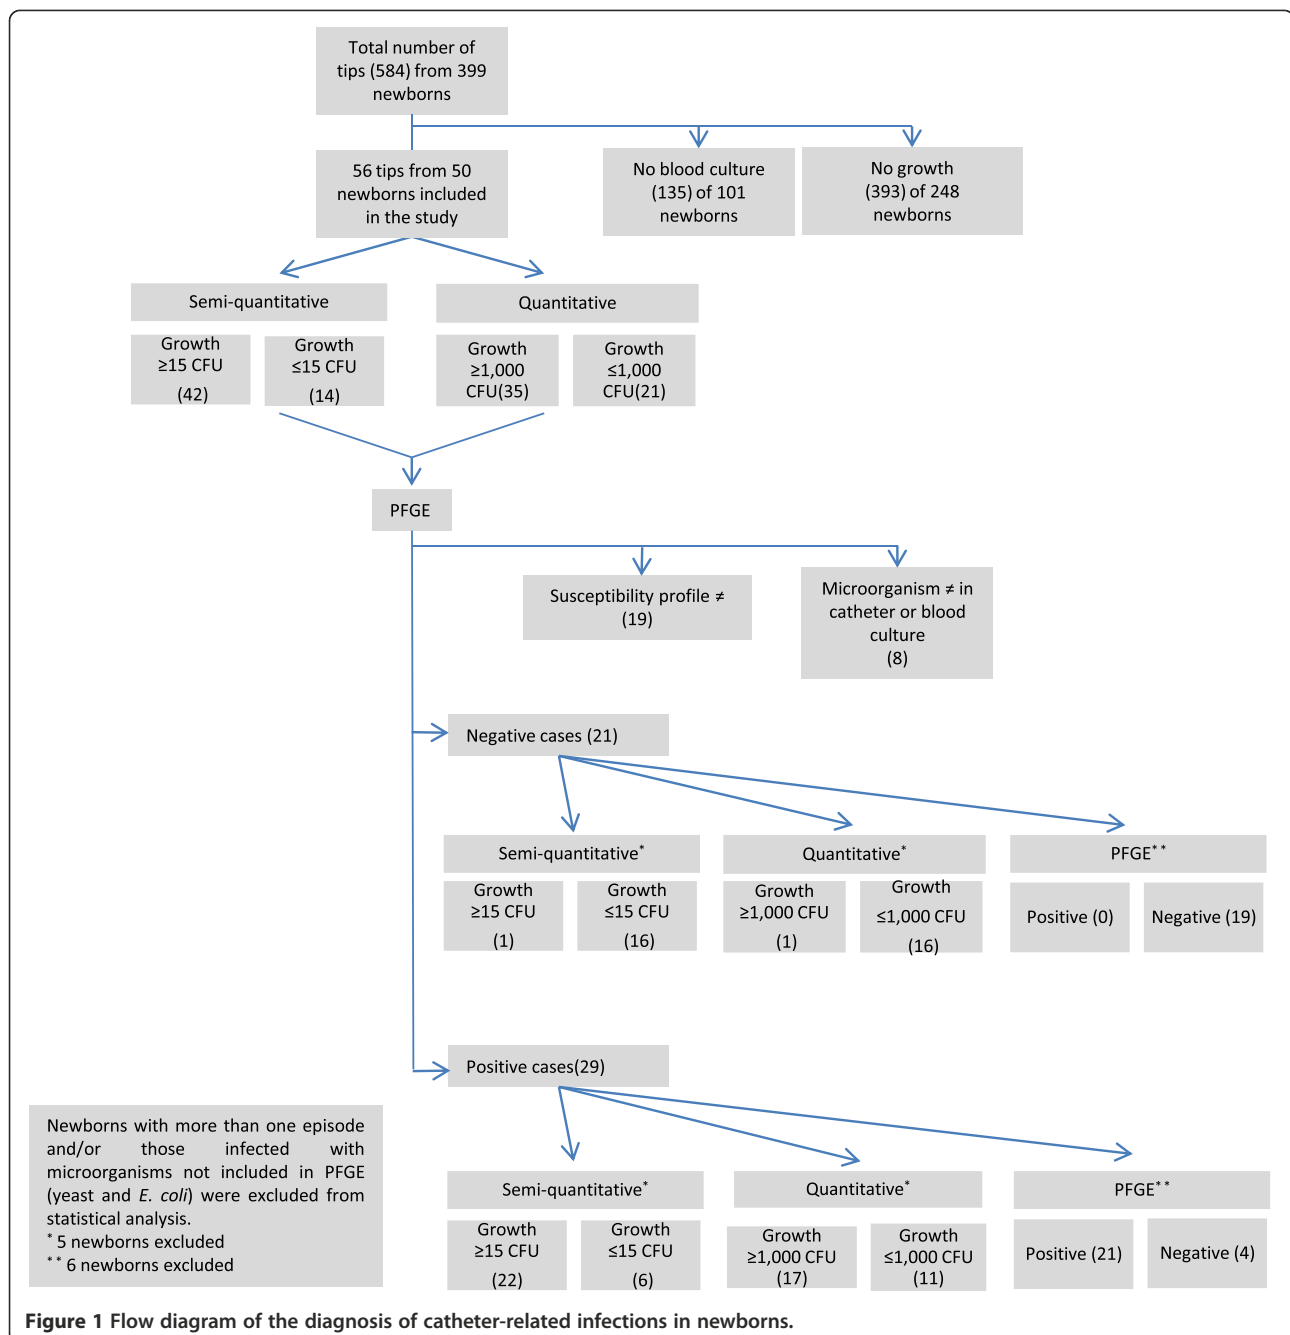 Total number of
tips (584) from 399
newborns
56 tips from 50
newborns included
in the study
No blood culture
(135) of 101
newborns
No growth
(393) of 248
newborns
Semi-quantitative
Quantitative
Growth
≥15 CFU
(42)
Growth
≤15 CFU
(14)
Growth
≥1,000
CFU(35)
Growth
≤1,000
CFU(21)
PFGE
Susceptibility profile ≠
(19)
Microorganism ≠ in
catheter or blood
culture
(8)
Negative cases (21)
Semi-quantitative*
Quantitative*
PFGE**
Growth
≥15 CFU
(1)
Growth
≤15 CFU
(16)
Growth
≥1,000 CFU
(1)
Growth
≤1,000 CFU
(16)
Positive (0)
Negative (19)
Positive cases(29)
Semi-quantitative*
Quantitative*
PFGE**
Growth
≥15 CFU
(22)
Growth
≤15 CFU
(6)
Growth
≥1,000 CFU
(17)
Growth
≤1,000 CFU
(11)
Positive (21)
Negative (4)
Newborns with more than one episode
and/or those infected with
microorganisms not included in PFGE
(yeast and E. coli) were excluded from
statistical analysis.
* 5 newborns excluded
** 6 newborns excluded
Figure 1 Flow diagram of the diagnosis of catheter-related infections in newborns.